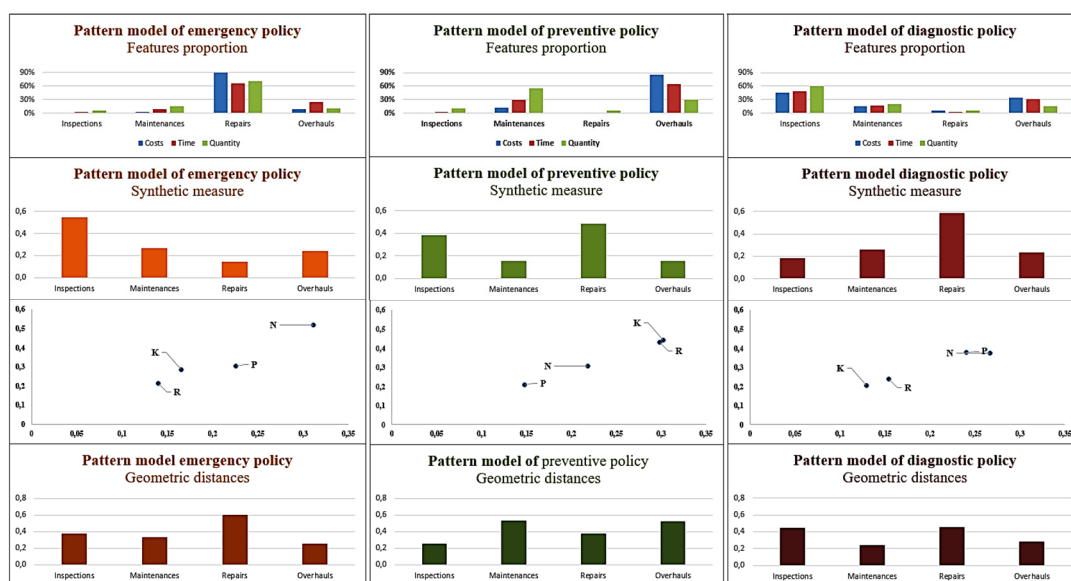 Pattern model of emergency policy
Features proportion
90%
60%
30%
0%
Inspections Maintenances Repairs Overhauls
Costs Time Quantity
Pattern model of preventive policy
Features proportion
90%
60%
30%
0%
Inspections Maintenances Repairs Overhauls
Costs Time Quantity
Pattern model of diagnostic policy
Features proportion
90%
60%
30%
0%
Inspections Maintenances Repairs Overhauls
Costs Time Quantity
Pattern model of emergency policy
Synthetic measure
0,6
0,4
0,2
0,0
Inspections Maintenances Repairs Overhauls
Pattern model of preventive policy
Synthetic measure
0,6
0,4
0,2
0,0
Inspections Maintenances Repairs Overhauls
Pattern model diagnostic policy
Synthetic measure
0,6
0,4
0,2
0,0
Inspections Maintenances Repairs Overhauls
0,6
0,5
0,4
0,3
0,2
0,1
0
N
K
P
R
0 0,05 0,1 0,15 0,2 0,25 0,3 0,35
0,6
0,5
0,4
0,3
0,2
0,1
0
K
R
N
P
0 0,05 0,1 0,15 0,2 0,25 0,3 0,35
0,6
0,5
0,4
0,3
0,2
0,1
0
N P
K
R
0 0,05 0,1 0,15 0,2 0,25 0,3 0,35
Pattern model emergency policy
Geometric distances
0,8
0,6
0,4
0,2
0,0
Inspections Maintenances Repairs Overhauls
Pattern model of preventive policy
Geometric distances
0,8
0,6
0,4
0,2
0,0
Inspections Maintenances Repairs Overhauls
Pattern model of diagnostic policy
Geometric distances
0,8
0,6
0,4
0,2
0,0
Inspections Maintenances Repairs Overhauls